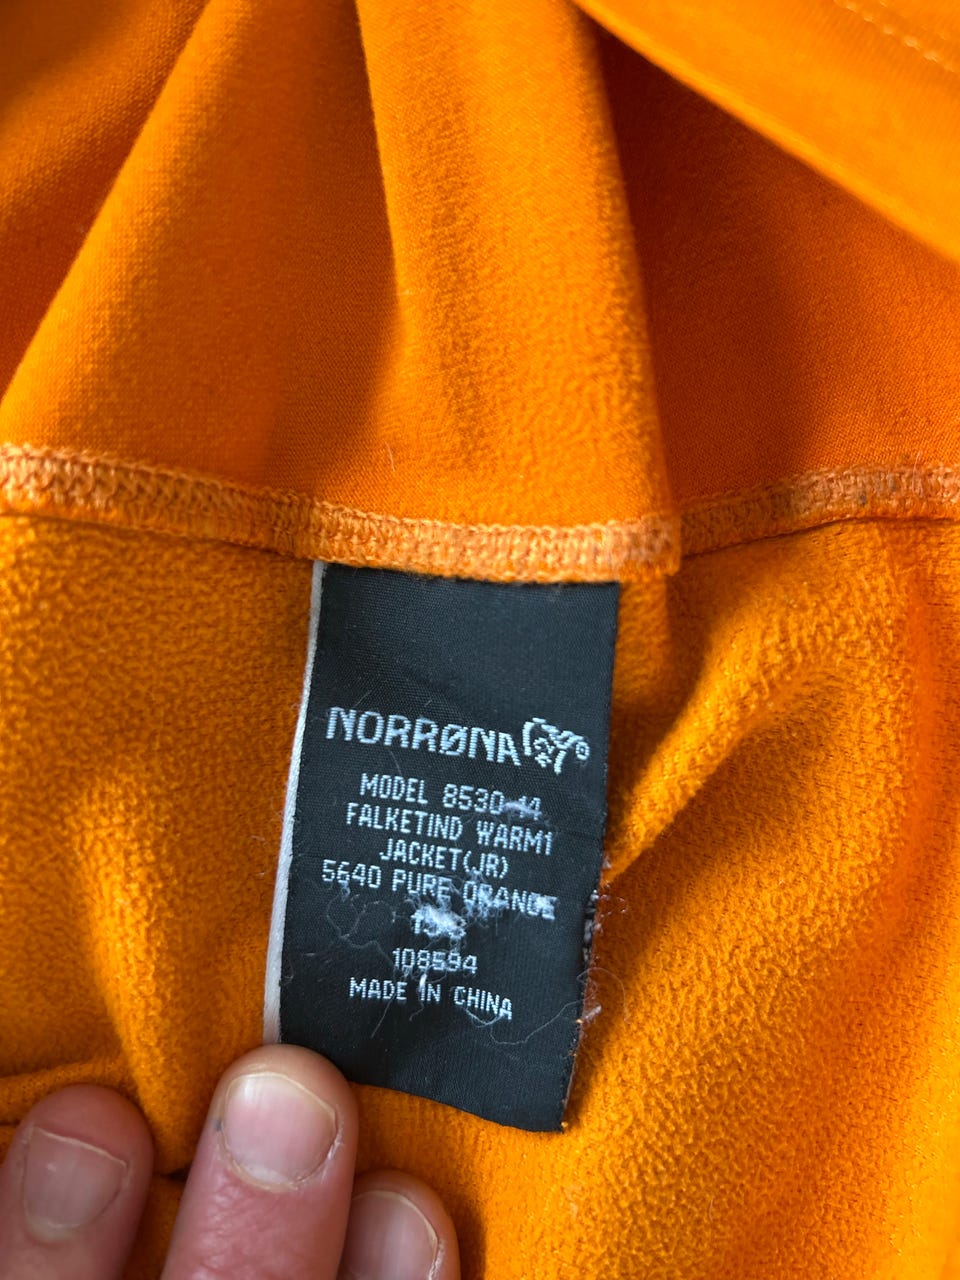 NORRØNA
MODEL 8530-14
FALKETIND WARM1
JACKET(JR)
5640 PURE ORANGE
108594
MADE IN CHINA